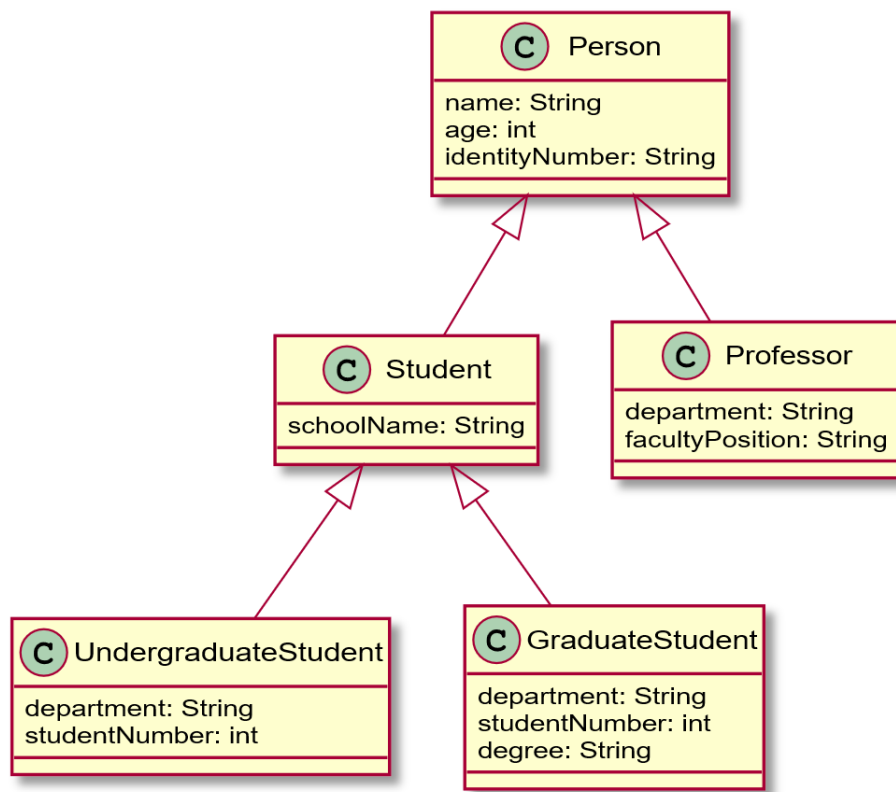 C Person
name: String
age: int
identityNumber: String
C Student
schoolName: String
C Professor
department: String
facultyPosition: String
C UndergraduateStudent
department: String
studentNumber: int
C GraduateStudent
department: String
studentNumber: int
degree: String